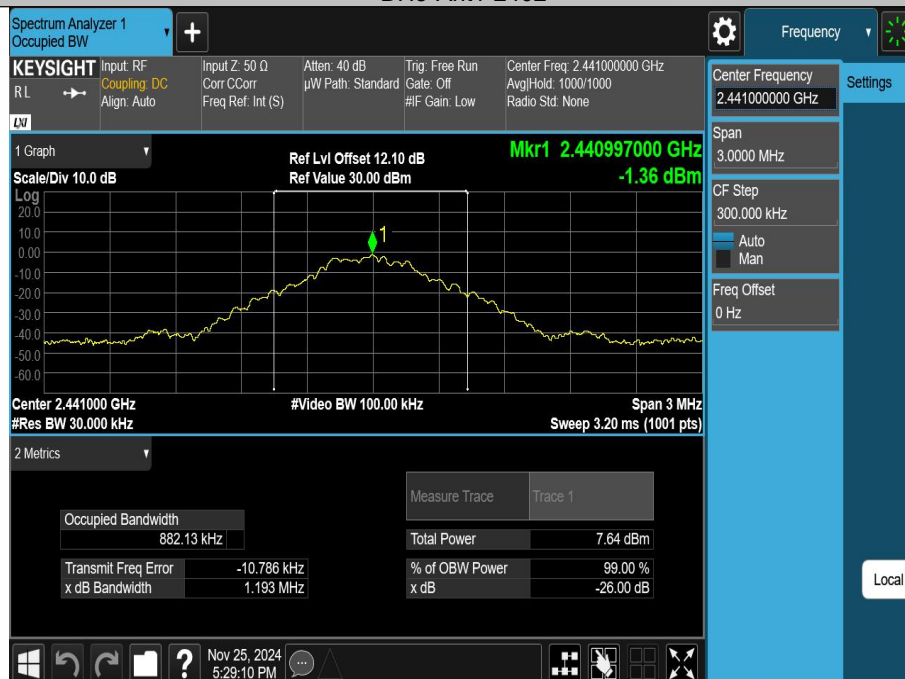 Spectrum Analyzer 1
Occupied BW
Frequency
KEYSIGHT
RL
LXI
Input: RF
Coupling: DC
Align: Auto
Input Z: 50 Ω
Corr CCorr
Freq Ref: Int (S)
Atten: 40 dB
µW Path: Standard
Trig: Free Run
Gate: Off
#IF Gain: Low
Center Freq: 2.441000000 GHz
Avg|Hold: 1000/1000
Radio Std: None
Center Frequency
2.441000000 GHz
Settings
Span
3.0000 MHz
CF Step
300.000 kHz
Auto
Man
Freq Offset
0 Hz
Local
1 Graph
Scale/Div 10.0 dB
Ref Lvl Offset 12.10 dB
Ref Value 30.00 dBm
Mkr1 2.440997000 GHz
-1.36 dBm
Log
20.0
10.0
0.00
-10.0
-20.0
-30.0
-40.0
-50.0
-60.0
1
Center 2.441000 GHz
#Res BW 30.000 kHz
#Video BW 100.00 kHz
Span 3 MHz
Sweep 3.20 ms (1001 pts)
2 Metrics
Measure Trace Trace 1
Occupied Bandwidth
882.13 kHz
Total Power 7.64 dBm
Transmit Freq Error -10.786 kHz
% of OBW Power 99.00 %
x dB Bandwidth 1.193 MHz
x dB -26.00 dB
?
Nov 25, 2024
5:29:10 PM